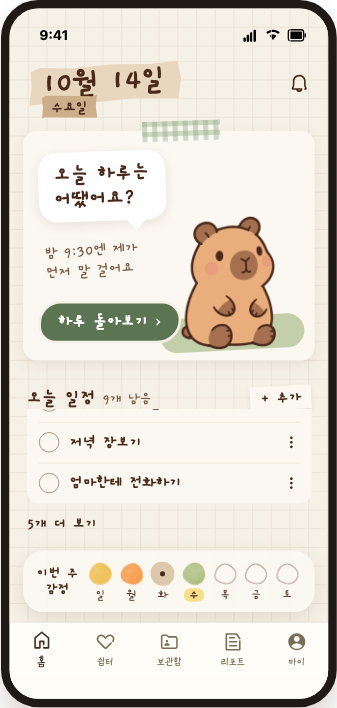 9:41
10월 14일
수요일
오늘 하루는
어땠어요?
밤 9:30엔 제가
먼저 말 걸어요
하루 돌아보기 ›
오늘 일정 9개 남음
+ 추가
저녁 장보기
엄마한테 전화하기
5개 더 보기
이번 주
감정
일 월 화 수 목 금 토
홈 쉼터 보관함 리포트 마이